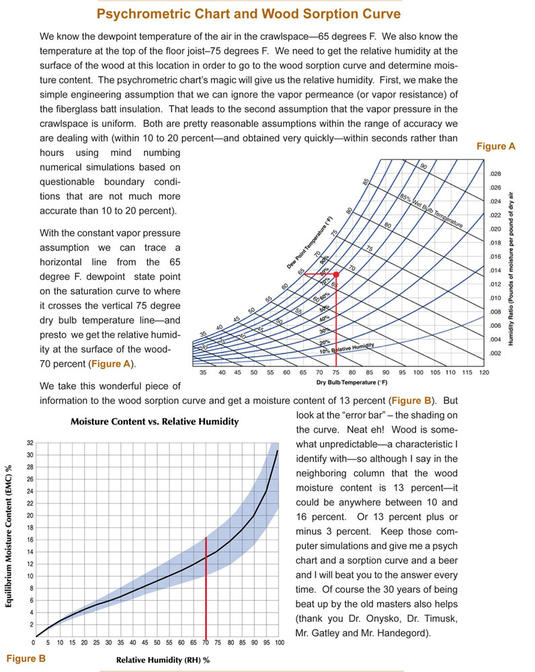 Psychrometric Chart and Wood Sorption Curve
We know the dewpoint temperature of the air in the crawlspace—65 degrees F. We also know the
temperature at the top of the floor joist–75 degrees F. We need to get the relative humidity at the
surface of the wood at this location in order to go to the wood sorption curve and determine mois-
ture content. The psychrometric chart's magic will give us the relative humidity. First, we make the
simple engineering assumption that we can ignore the vapor permeance (or vapor resistance) of
the fiberglass batt insulation. That leads to the second assumption that the vapor pressure in the
crawlspace is uniform. Both are pretty reasonable assumptions within the range of accuracy we
are dealing with (within 10 to 20 percent—and obtained very quickly—within seconds rather than
hours using mind numbing
numerical simulations based on
questionable boundary condi-
tions that are not much more
accurate than 10 to 20 percent).
With the constant vapor pressure
assumption we can trace a
horizontal line from the 65
degree F. dewpoint state point
on the saturation curve to where
it crosses the vertical 75 degree
dry bulb temperature line—and
presto we get the relative humid-
ity at the surface of the wood-
70 percent (Figure A).
We take this wonderful piece of
information to the wood sorption curve and get a moisture content of 13 percent (Figure B). But
Figure A
90
85
85% Wet Bulb Temperature
80
80
75
75
70
70
65
60
60
55
55
50
50
45
45
40
35
Dew Point Temperature (°F)
40%
30%
20%
10% Relative Humidity
.028
.026
.024
.022
.020
.018
.016
.014
.012
.010
.008
.006
.004
.002
Humidity Ratio (Pounds of moisture per pound of dry air)
35 40 45 50 55 60 65 70 75 80 85 90 95 100 105 110 115 120
Dry Bulb Temperature (°F)
Moisture Content vs. Relative Humidity
32
30
28
26
24
22
20
18
16
14
12
10
8
6
4
2
Equilibrium Moisture Content (EMC) %
0 5 10 15 20 25 30 35 40 45 50 55 60 65 70 75 80 85 90 95 100
Relative Humidity (RH) %
Figure B
look at the "error bar" – the shading on
the curve. Neat eh! Wood is some-
what unpredictable—a characteristic I
identify with—so although I say in the
neighboring column that the wood
moisture content is 13 percent—it
could be anywhere between 10 and
16 percent. Or 13 percent plus or
minus 3 percent. Keep those com-
puter simulations and give me a psych
chart and a sorption curve and a beer
and I will beat you to the answer every
time. Of course the 30 years of being
beat up by the old masters also helps
(thank you Dr. Onysko, Dr. Timusk,
Mr. Gatley and Mr. Handegord).